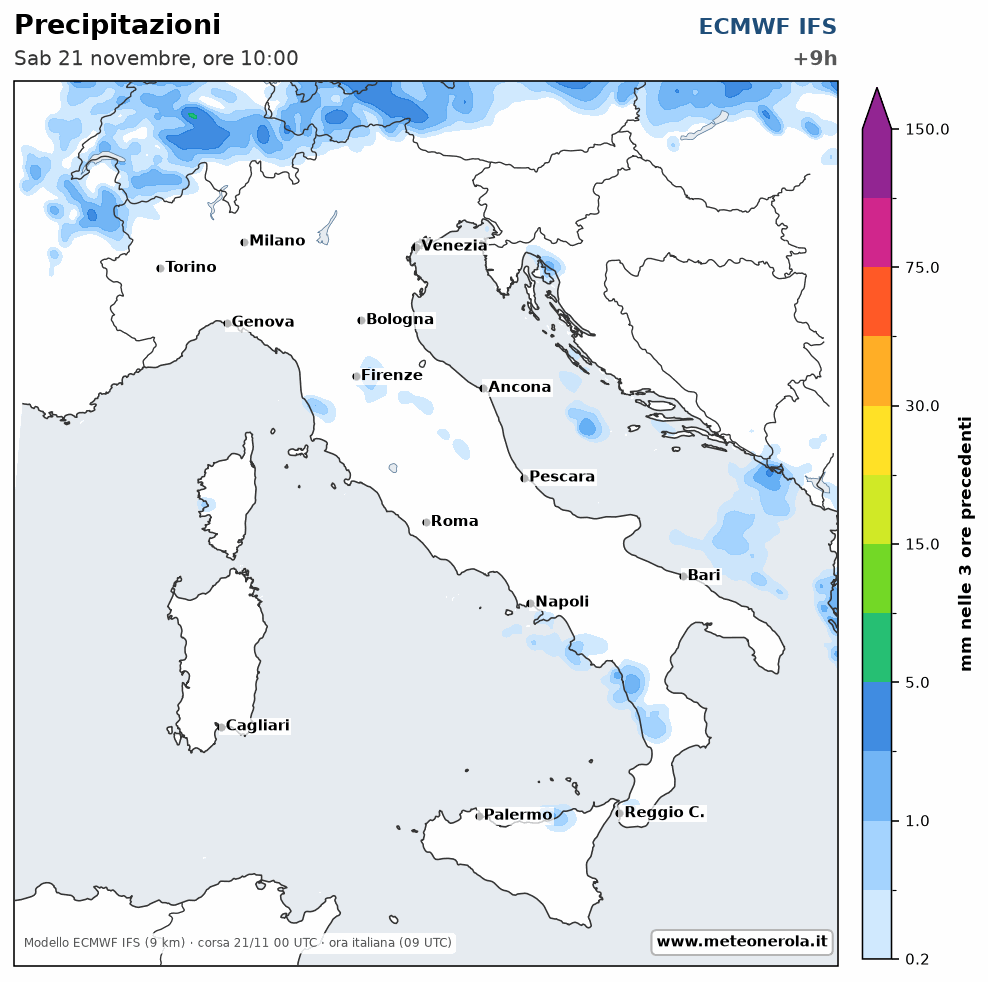 Precipitazioni
ECMWF IFS
Sab 21 novembre, ore 10:00
+9h
150.0
75.0
30.0
15.0
5.0
1.0
0.2
mm nelle 3 ore precedenti
Milano
Venezia
Torino
Bologna
Genova
Firenze
Ancona
Pescara
Roma
Bari
Napoli
Cagliari
Palermo
Reggio C.
Modello ECMWF IFS (9 km) · corsa 21/11 00 UTC · ora italiana (09 UTC)
www.meteonerola.it